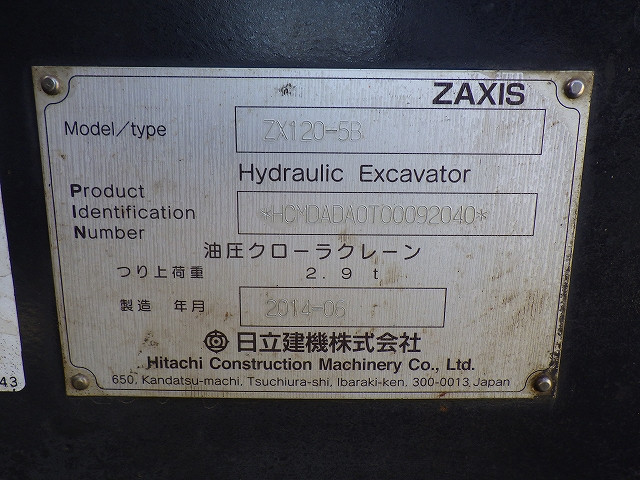 ZAXIS
Model/type ZX120-5B
Hydraulic Excavator
Product
Identification *HCMDADA0T00092040*
Number
油圧クローラクレーン
つり上荷重 2.9t
製造 年月 2014-06
日立建機株式会社
Hitachi Construction Machinery Co., Ltd.
650, Kandatsu-machi, Tsuchiura-shi, Ibaraki-ken, 300-0013 Japan
43